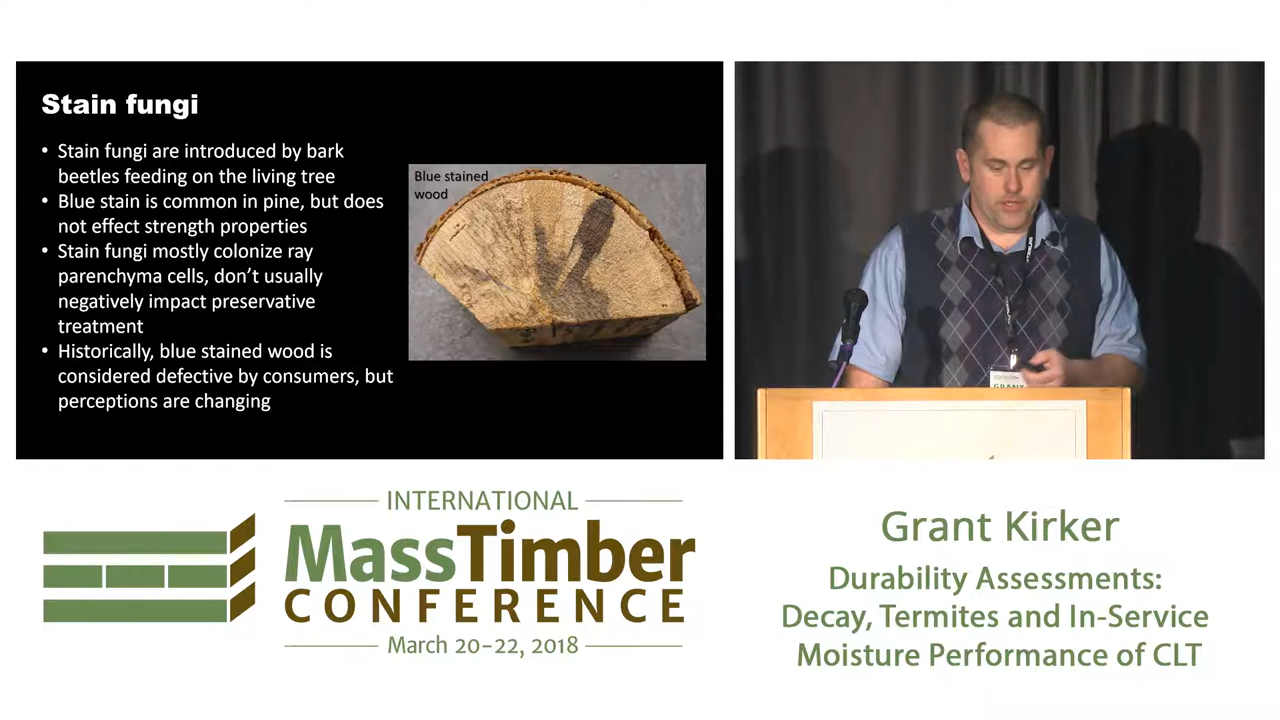 Stain fungi
• Stain fungi are introduced by bark
beetles feeding on the living tree
• Blue stain is common in pine, but does
not effect strength properties
• Stain fungi mostly colonize ray
parenchyma cells, don't usually
negatively impact preservative
treatment
• Historically, blue stained wood is
considered defective by consumers, but
perceptions are changing
Blue stained
wood
GRANT
INTERNATIONAL
MassTimber
CONFERENCE
March 20–22, 2018
Grant Kirker
Durability Assessments:
Decay, Termites and In-Service
Moisture Performance of CLT